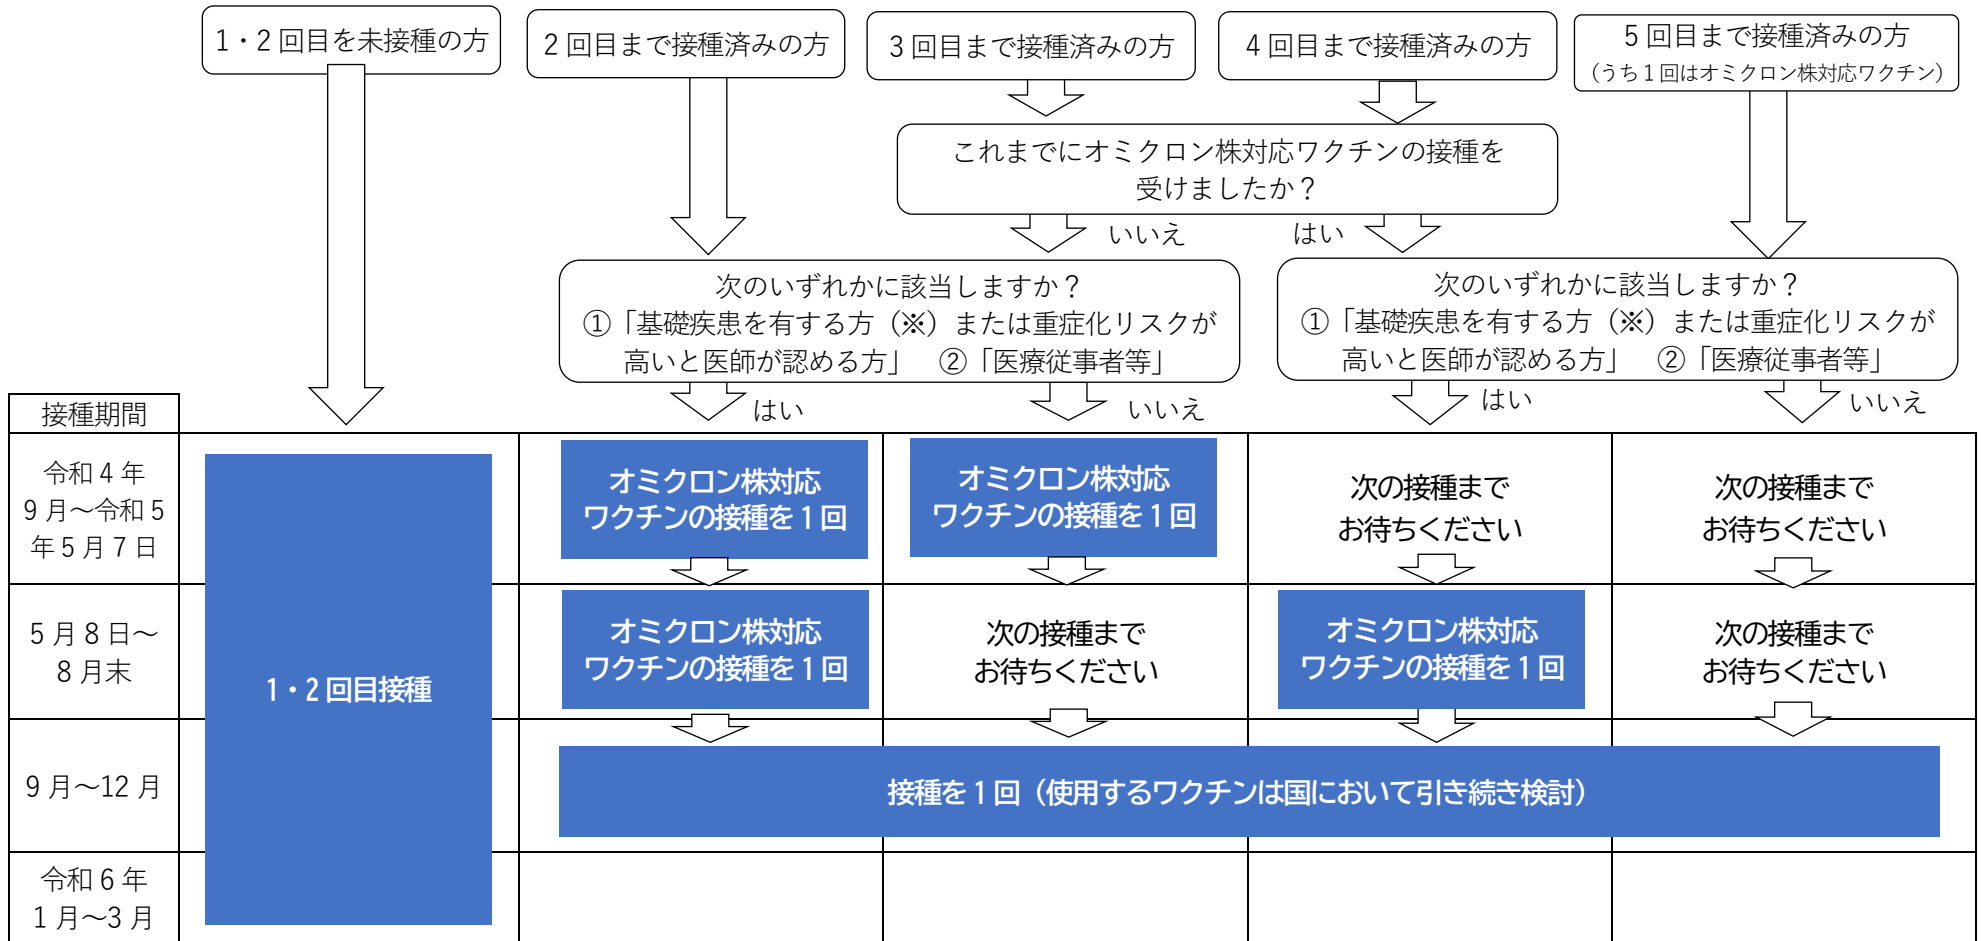 1・2回目を未接種の方
2回目まで接種済みの方
3回目まで接種済みの方
4回目まで接種済みの方
5回目まで接種済みの方
（うち1回はオミクロン株対応ワクチン）
これまでにオミクロン株対応ワクチンの接種を
受けましたか？
いいえ
はい
次のいずれかに該当しますか？
①「基礎疾患を有する方（※）または重症化リスクが
高いと医師が認める方」　②「医療従事者等」
はい
いいえ
次のいずれかに該当しますか？
①「基礎疾患を有する方（※）または重症化リスクが
高いと医師が認める方」　②「医療従事者等」
はい
いいえ
接種期間
令和4年
9月～令和5
年5月7日
オミクロン株対応
ワクチンの接種を1回
オミクロン株対応
ワクチンの接種を1回
次の接種まで
お待ちください
次の接種まで
お待ちください
5月8日～
8月末
1・2回目接種
オミクロン株対応
ワクチンの接種を1回
次の接種まで
お待ちください
オミクロン株対応
ワクチンの接種を1回
次の接種まで
お待ちください
9月～12月
接種を1回（使用するワクチンは国において引き続き検討）
令和6年
1月～3月